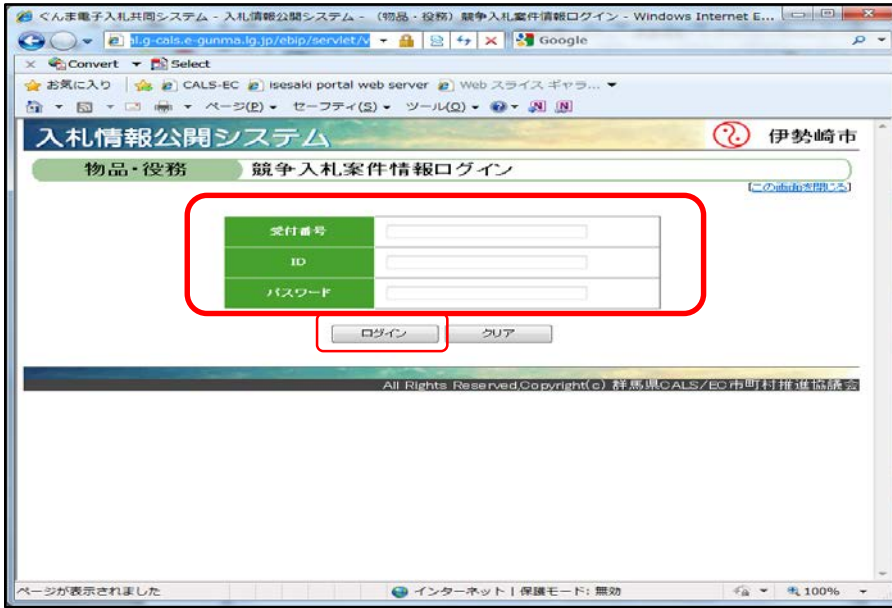 ぐんま電子入札共同システム - 入札情報公開システム - （物品・役務）競争入札案件情報ログイン - Windows Internet E...
al.g-cals.e-gunma.lg.jp/ebip/servlet/v Google
× Convert Select
お気に入り CALS-EC isesaki portal web server Web スライス ギャラ...
ページ(P) セーフティ(S) ツール(O)
入札情報公開システム 伊勢崎市
物品・役務 競争入札案件情報ログイン
[この画面を閉じる]
受付番号
ID
パスワード
ログイン クリア
All Rights Reserved,Copyright(c) 群馬県CALS/EC市町村推進協議会
ページが表示されました インターネット | 保護モード: 無効 100%